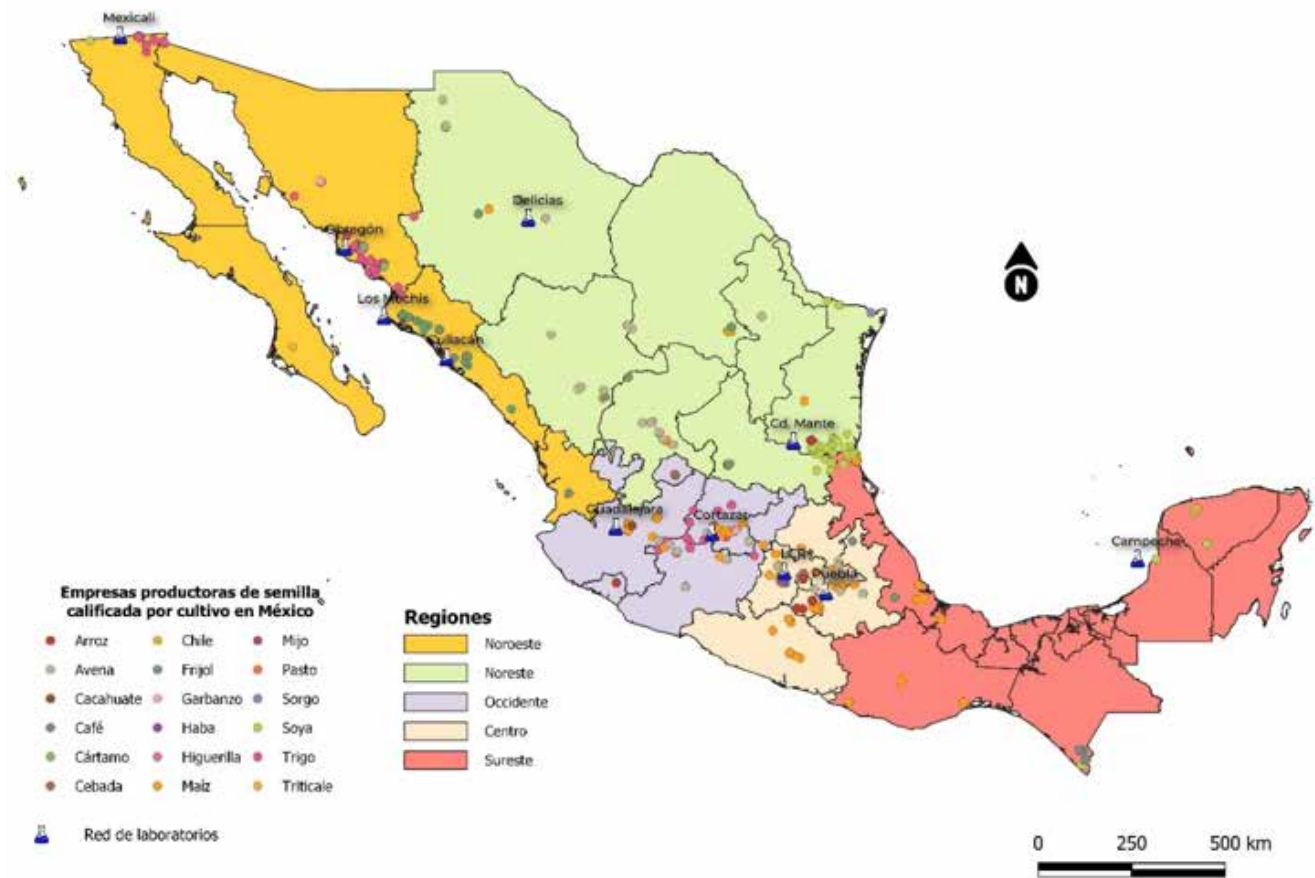 Mexicali
Delicias
Obregón
Los Mochis
Culiacán
Cd. Mante
Guadalajara
Cortazar
Campeche
LCRS
Puebla
N
Empresas productoras de semilla
calificada por cultivo en México
Arroz Chile Mijo
Avena Frijol Pasto
Cacahuate Garbanzo Sorgo
Café Haba Soya
Cártamo Higuerilla Trigo
Cebada Maíz Triticale
Red de laboratorios
Regiones
Noroeste
Noreste
Occidente
Centro
Sureste
0 250 500 km